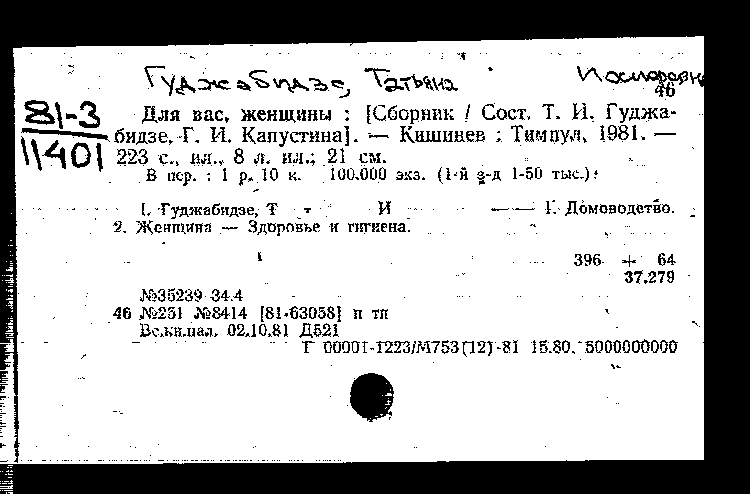 Гуджабидзе, Татьяна
46
81-3
11401
Для вас, женщины : [Сборник / Сост. Т. И. Гуджа-
бидзе, Г. И. Капустина]. — Кишинев : Тимпул, 1981. —
223 с., ил., 8 л. ил.; 21 см.
В пер. : 1 р. 10 к. 100.000 экз. (1-й з-д 1-50 тыс.)
1. Гуджабидзе, Т И —— 1. Домоводство.
2. Женщина — Здоровье и гигиена.
396 + 64
37.279
№35239 34.4
46 №251 №8414 [81-63058] п тп
Вс.кн.пал. 02.10.81 Д521
Г 00001-1223/М753(12)-81 15.80. 5000000000